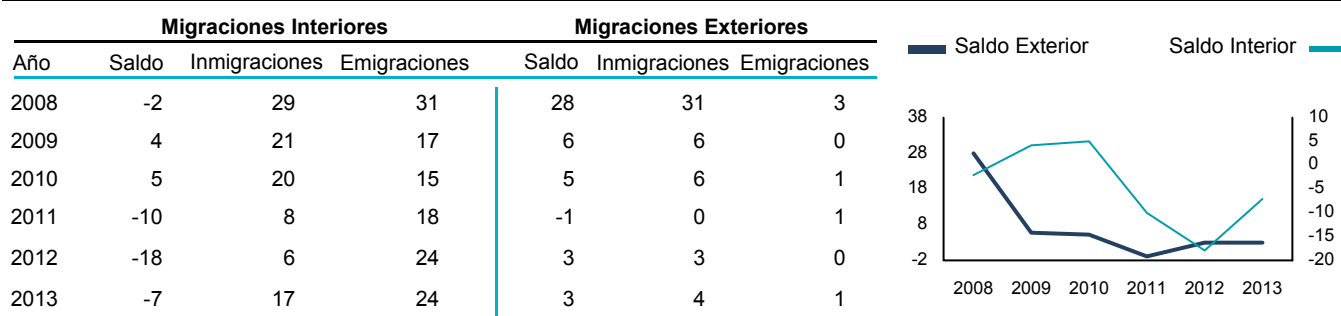 Migraciones Interiores Migraciones Exteriores
Año Saldo Inmigraciones Emigraciones Saldo Inmigraciones Emigraciones
2008 -2 29 31 28 31 3
2009 4 21 17 6 6 0
2010 5 20 15 5 6 1
2011 -10 8 18 -1 0 1
2012 -18 6 24 3 3 0
2013 -7 17 24 3 4 1
Saldo Exterior Saldo Interior
38 10
28 5
18 0
8 -5
-2 -10
-15
-20
2008 2009 2010 2011 2012 2013